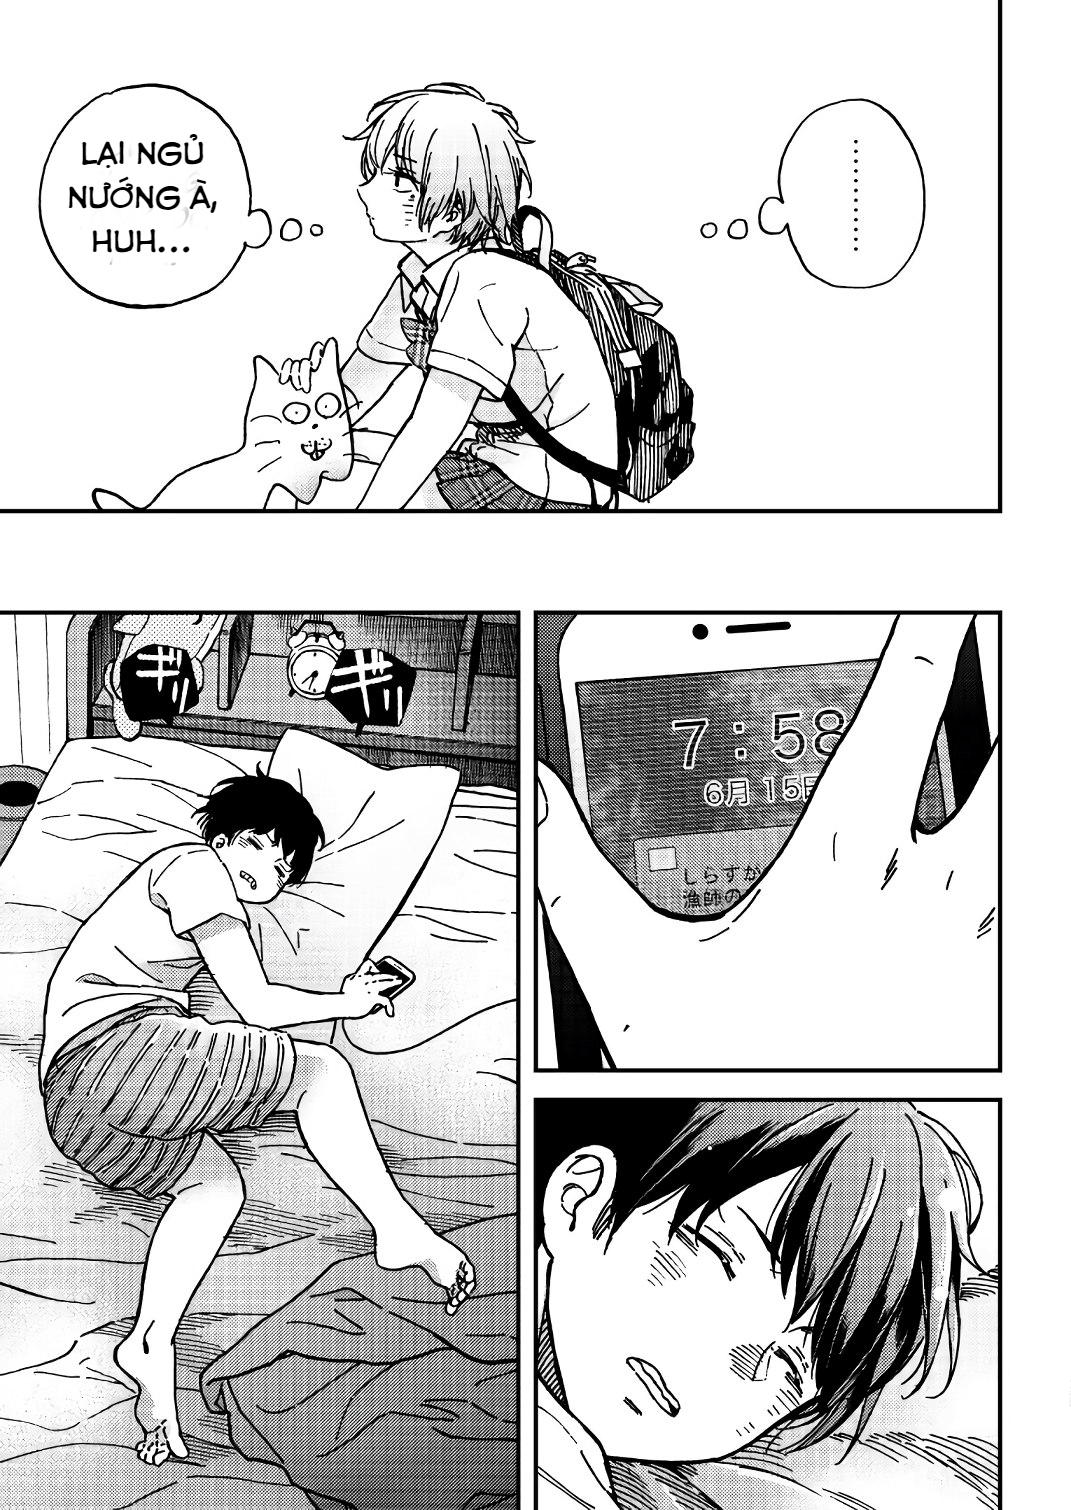 …………
LẠI NGỦ
NƯỚNG À,
HUH...
7:58
6月 15日
しらすか
漁師の
ギリ
ギリ